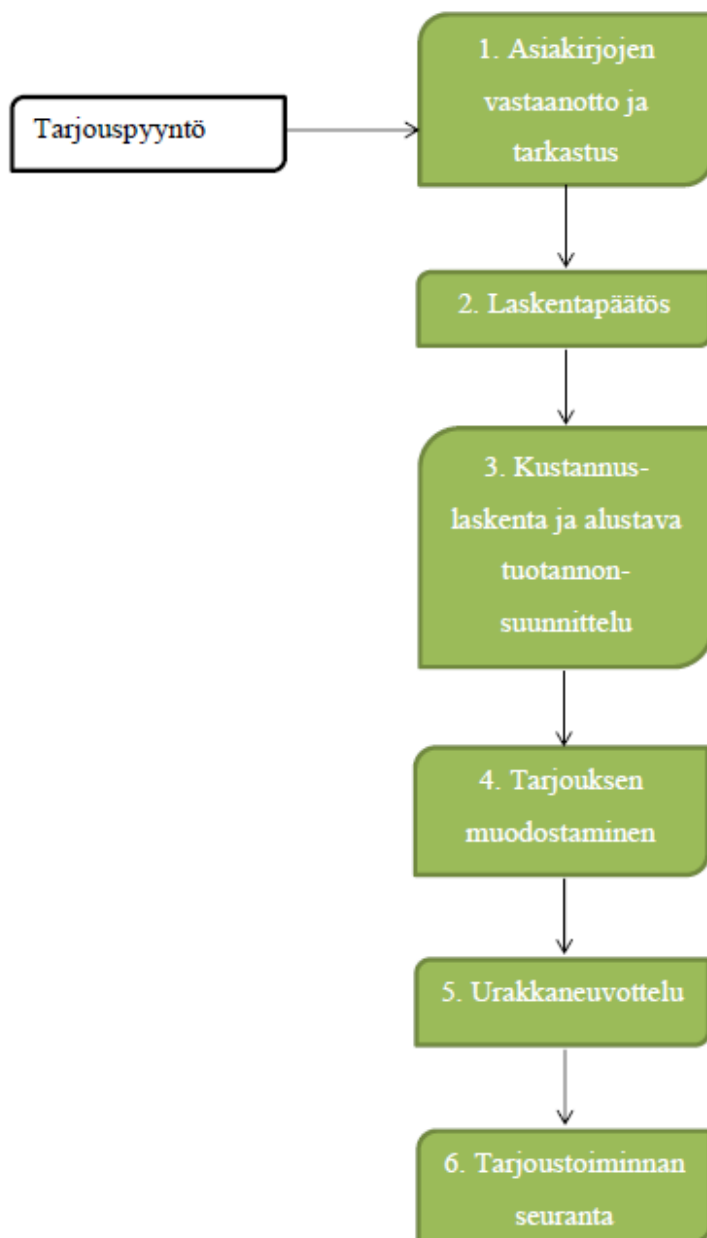 Tarjouspyyntö
1. Asiakirjojen
vastaanotto ja
tarkastus
2. Laskentapäätös
3. Kustannus-
laskenta ja alustava
tuotannon-
suunnittelu
4. Tarjouksen
muodostaminen
5. Urakkaneuvottelu
6. Tarjoustoiminnan
seuranta